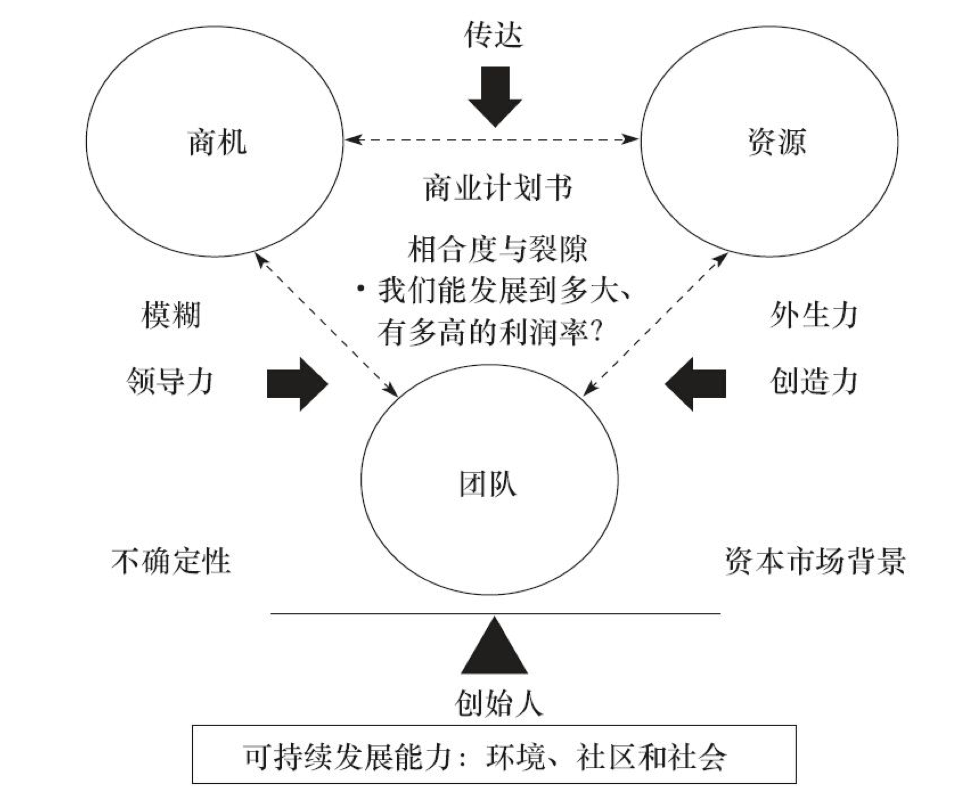 传达
商机
资源
商业计划书
相合度与裂隙
·我们能发展到多大、
有多高的利润率？
模糊
外生力
领导力
创造力
团队
不确定性
资本市场背景
创始人
可持续发展能力：环境、社区和社会